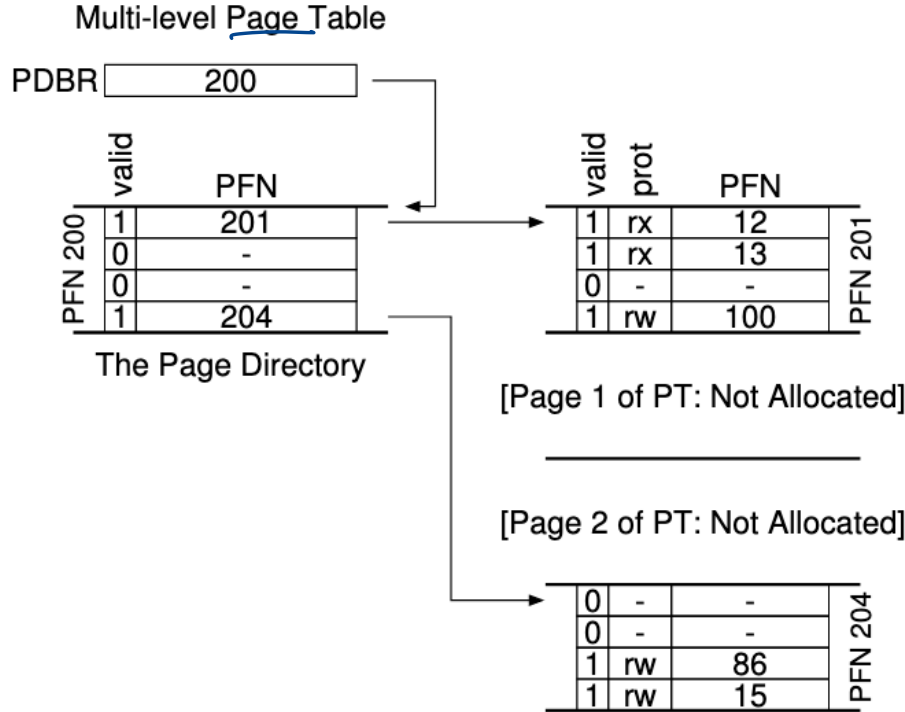 Multi-level Page Table
PDBR 200
valid PFN
PFN 200
1 201
0 -
0 -
1 204
The Page Directory
valid prot PFN
1 rx 12
1 rx 13
0 - -
1 rw 100
PFN 201
[Page 1 of PT: Not Allocated]
[Page 2 of PT: Not Allocated]
0 - -
0 - -
1 rw 86
1 rw 15
PFN 204